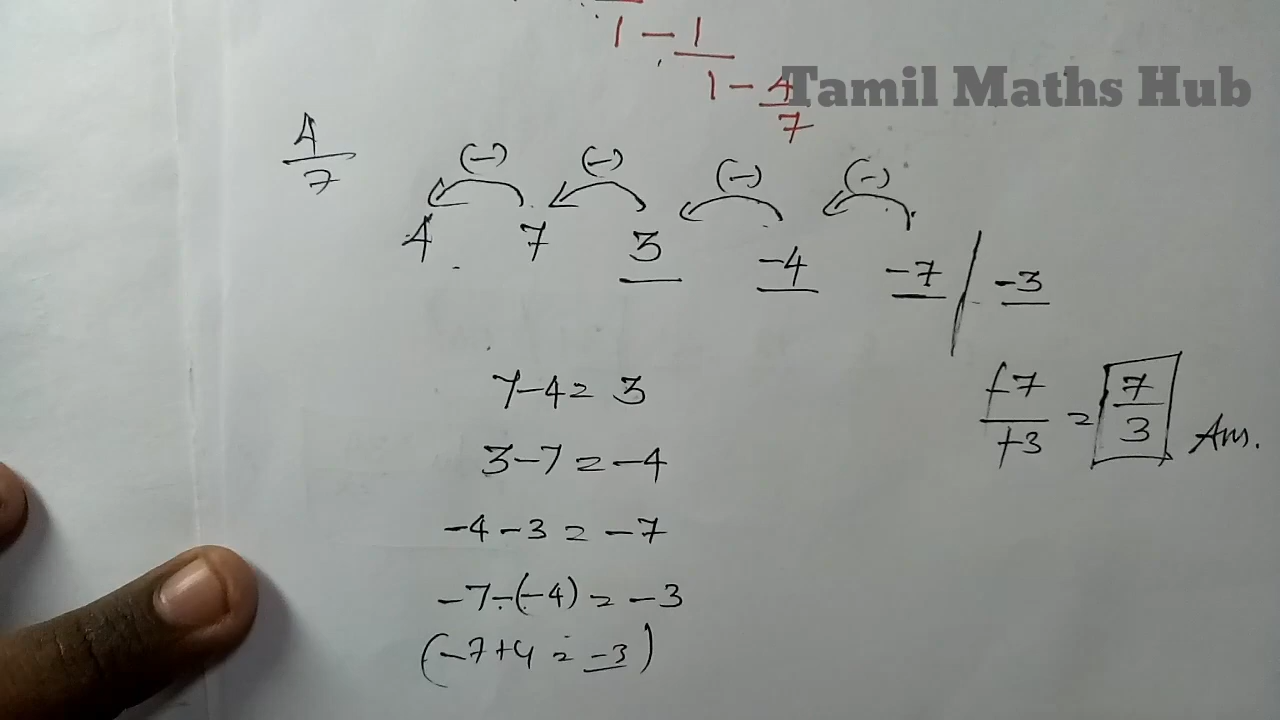 1 - 1
1 - 4
Tamil Maths Hub
7
4
7
(-) (-) (-) (-)
4 7 3 -4 -7 / -3
7-4= 3
3-7 = -4
-4 -3 = -7
-7-(-4) = -3
(-7+4 = -3)
-7
-3
=
7
3
Ans.